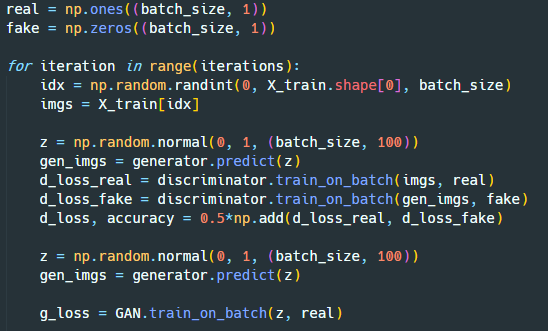 real = np.ones((batch_size, 1))
fake = np.zeros((batch_size, 1))
for iteration in range(iterations):
idx = np.random.randint(0, X_train.shape[0], batch_size)
imgs = X_train[idx]
z = np.random.normal(0, 1, (batch_size, 100))
gen_imgs = generator.predict(z)
d_loss_real = discriminator.train_on_batch(imgs, real)
d_loss_fake = discriminator.train_on_batch(gen_imgs, fake)
d_loss, accuracy = 0.5*np.add(d_loss_real, d_loss_fake)
z = np.random.normal(0, 1, (batch_size, 100))
gen_imgs = generator.predict(z)
g_loss = GAN.train_on_batch(z, real)